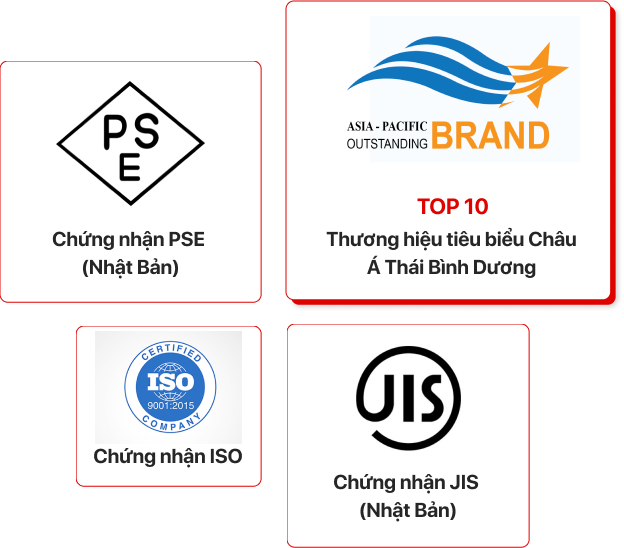 PS
E
Chứng nhận PSE
(Nhật Bản)
ASIA - PACIFIC
OUTSTANDING BRAND
TOP 10
Thương hiệu tiêu biểu Châu
Á Thái Bình Dương
CERTIFIED
ISO
9001:2015
COMPANY
Chứng nhận ISO
JIS
Chứng nhận JIS
(Nhật Bản)